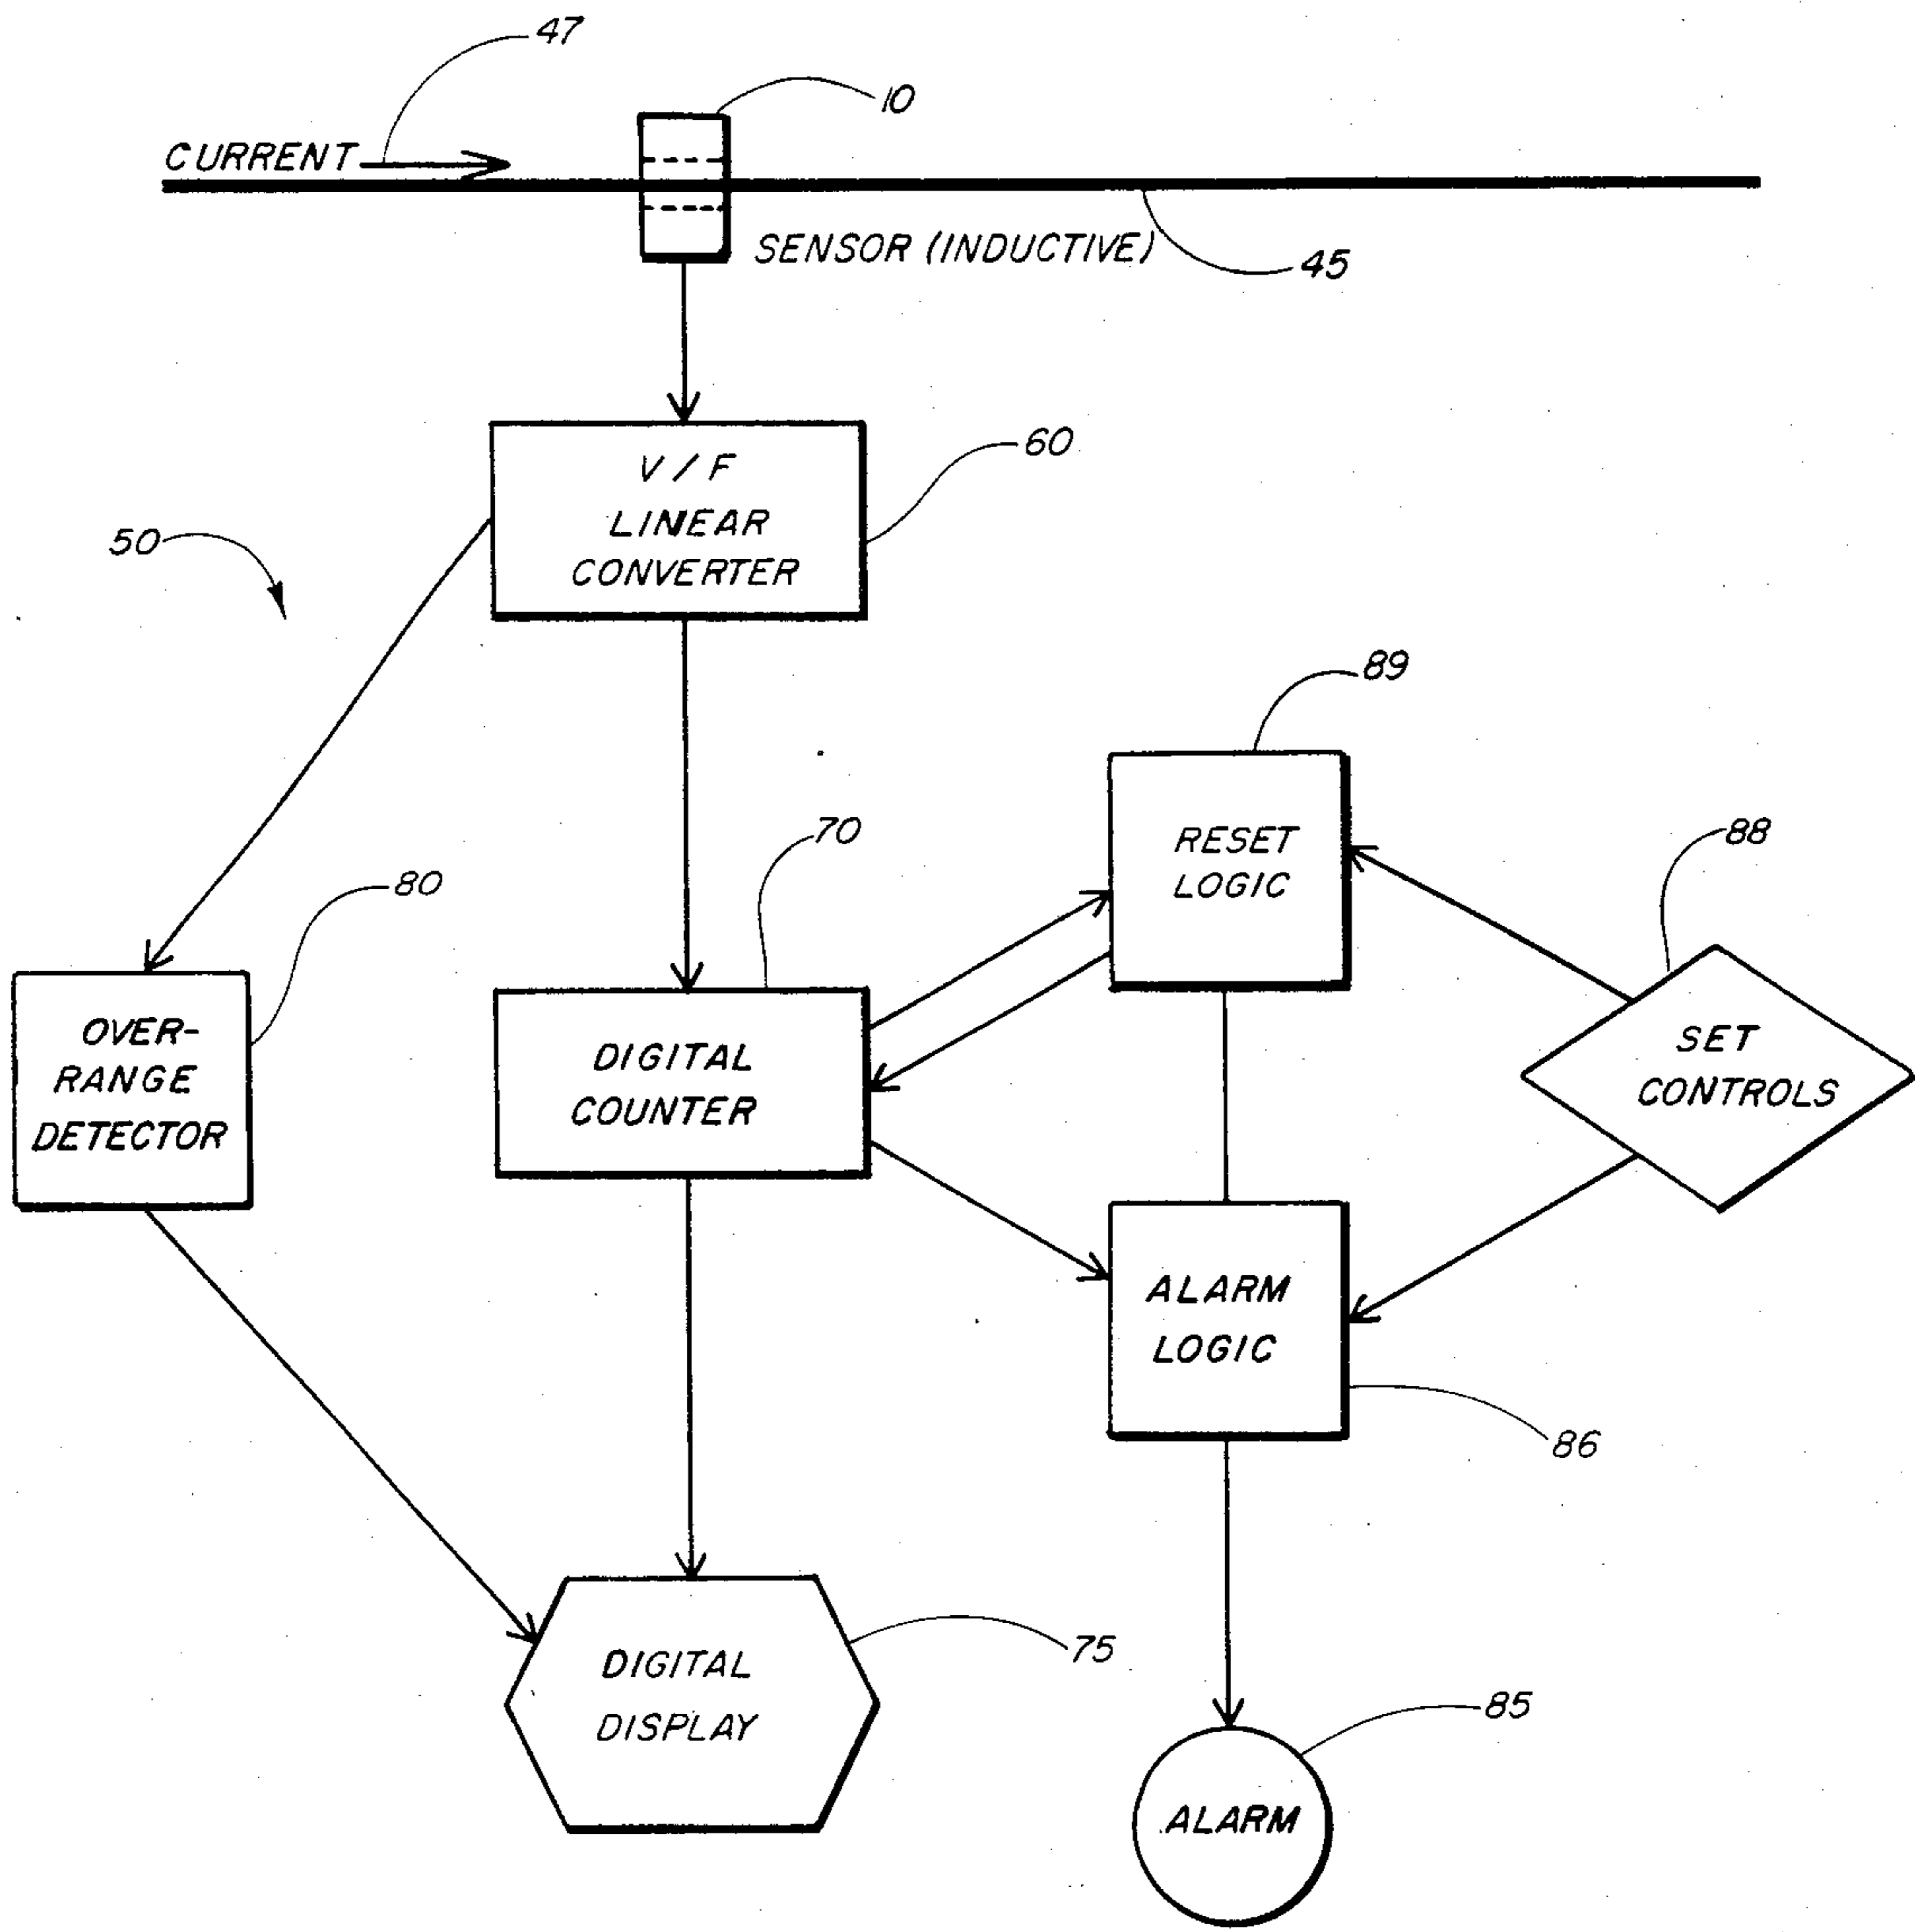 47
10
CURRENT
SENSOR (INDUCTIVE)
45
V/F
LINEAR
CONVERTER
60
50
89
RESET
LOGIC
70
88
80
OVER-
RANGE
DETECTOR
DIGITAL
COUNTER
SET
CONTROLS
ALARM
LOGIC
86
DIGITAL
DISPLAY
75
85
ALARM